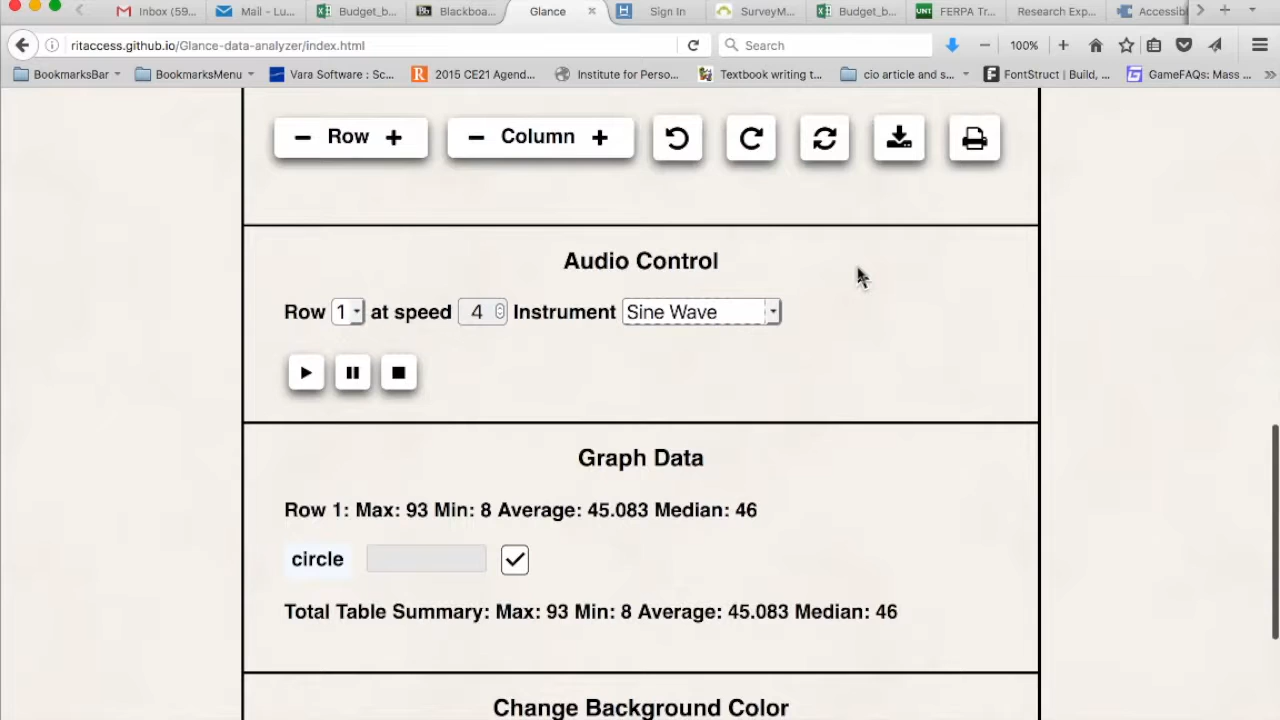 Inbox (59... Mail – Lu... Budget_b... Blackboa... Glance Sign In SurveyM... Budget_b... UNT FERPA Tr... Research Exp... Accessibl
ritaccess.github.io/Glance-data-analyzer/index.html Search 100%
BookmarksBar BookmarksMenu Vara Software : Sc... 2015 CE21 Agend... Institute for Perso... Textbook writing t... cio article and s... FontStruct | Build, ... GameFAQs: Mass ...
− Row + − Column +
Audio Control
Row 1 at speed 4 Instrument Sine Wave
Graph Data
Row 1: Max: 93 Min: 8 Average: 45.083 Median: 46
circle
Total Table Summary: Max: 93 Min: 8 Average: 45.083 Median: 46
Change Background Color